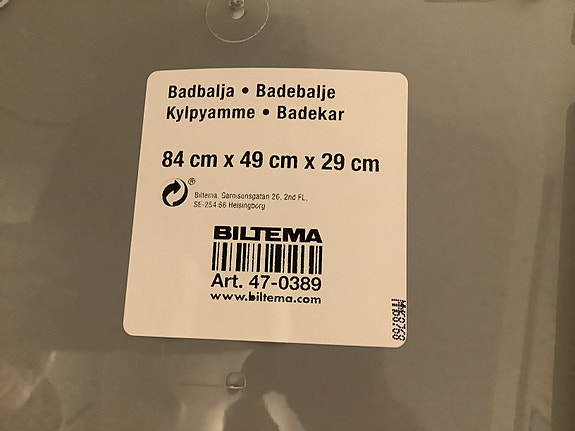 Badbalja • Badebalje
Kylpyamme • Badekar
84 cm x 49 cm x 29 cm
®
Biltema, Garnisonsgatan 26, 2nd FL,
SE-254 66 Helsingborg
BILTEMA
Art. 47-0389
www.biltema.com